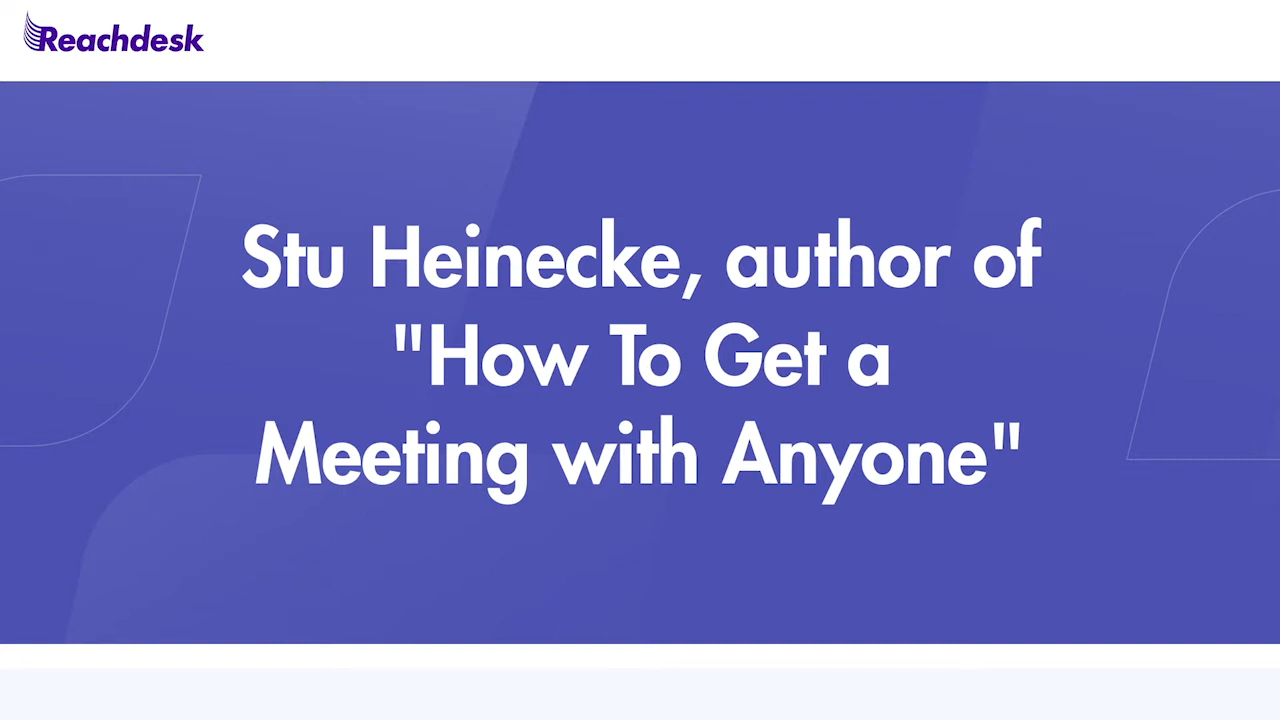 Reachdesk
Stu Heinecke, author of
"How To Get a
Meeting with Anyone"